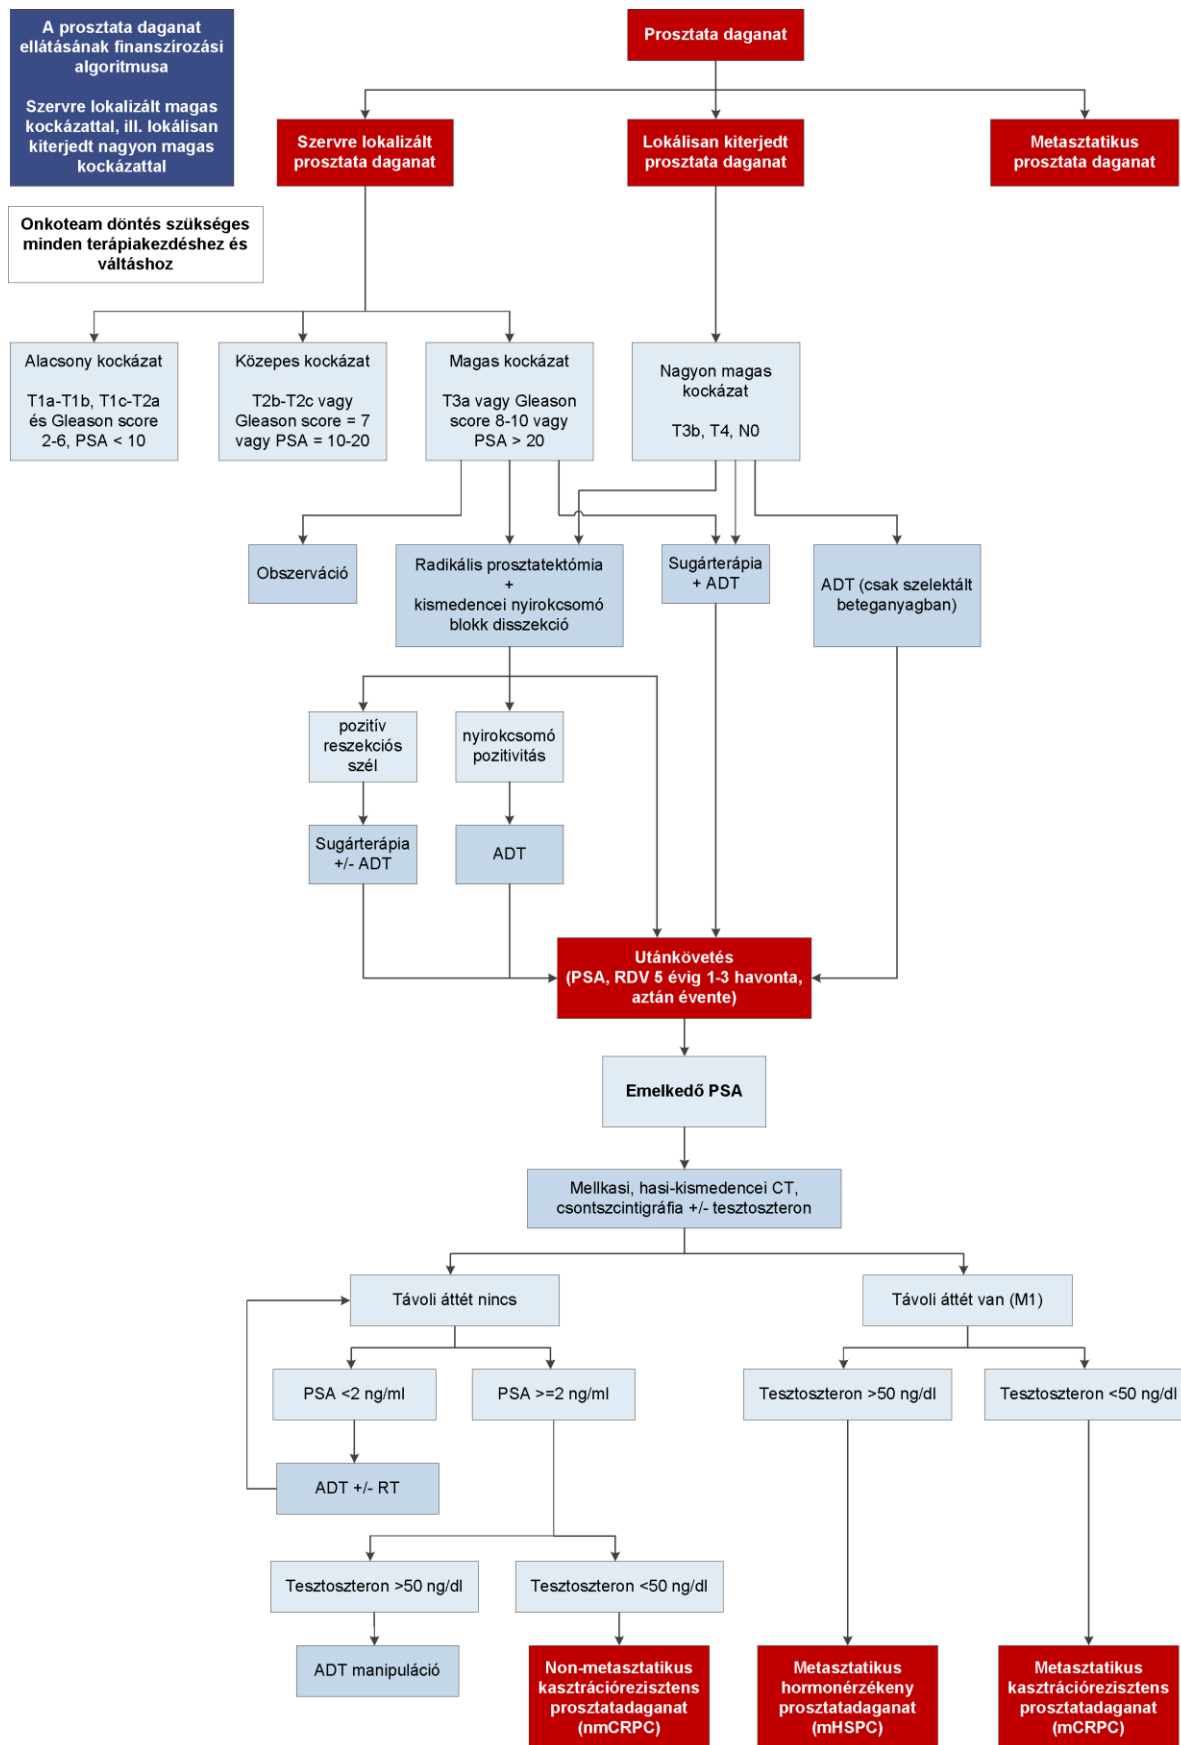 A prosztata daganat
ellátásának finanszírozási
algoritmusa
Szervre lokalizált magas
kockázattal, ill. lokálisan
kiterjedt nagyon magas
kockázattal
Prosztata daganat
Szervre lokalizált
prosztata daganat
Lokálisan kiterjedt
prosztata daganat
Metasztatikus
prosztata daganat
Onkoteam döntés szükséges
minden terápiakezdéshez és
váltáshoz
Alacsony kockázat
T1a-T1b, T1c-T2a
és Gleason score
2-6, PSA < 10
Közepes kockázat
T2b-T2c vagy
Gleason score = 7
vagy PSA = 10-20
Magas kockázat
T3a vagy Gleason
score 8-10 vagy
PSA > 20
Nagyon magas
kockázat
T3b, T4, N0
Obszerváció
Radikális prosztatektómia
+
kismedencei nyirokcsomó
blokk disszekció
Sugárterápia
+ ADT
ADT (csak szelektált
beteganyagban)
pozitív
reszekciós
szél
nyirokcsomó
pozitivitás
Sugárterápia
+/- ADT
ADT
Utánkövetés
(PSA, RDV 5 évig 1-3 havonta,
aztán évente)
Emelkedő PSA
Mellkasi, hasi-kismedencei CT,
csontszcintigráfia +/- tesztoszteron
Távoli áttét nincs
Távoli áttét van (M1)
PSA <2 ng/ml
PSA >=2 ng/ml
Tesztoszteron >50 ng/dl
Tesztoszteron <50 ng/dl
ADT +/- RT
Tesztoszteron >50 ng/dl
Tesztoszteron <50 ng/dl
ADT manipuláció
Non-metasztatikus
kasztrációrezisztens
prosztatadaganat
(nmCRPC)
Metasztatikus
hormonérzékeny
prosztatadaganat
(mHSPC)
Metasztatikus
kasztrációrezisztens
prosztatadaganat
(mCRPC)